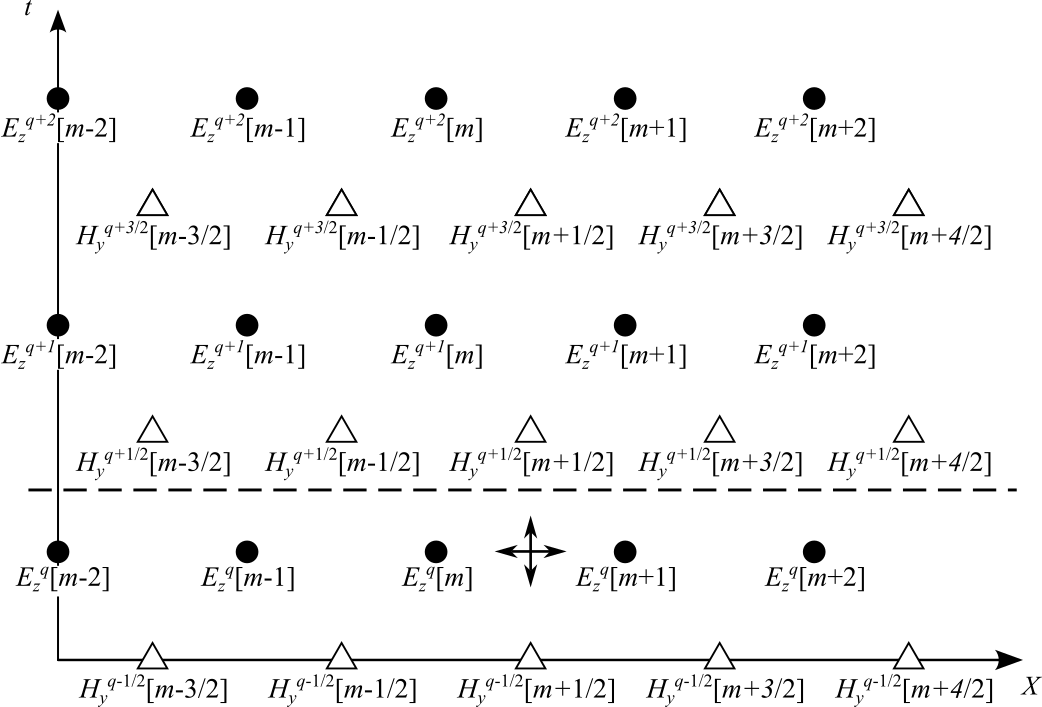 t
E_z^{q+2}[m-2] E_z^{q+2}[m-1] E_z^{q+2}[m] E_z^{q+2}[m+1] E_z^{q+2}[m+2]
H_y^{q+3/2}[m-3/2] H_y^{q+3/2}[m-1/2] H_y^{q+3/2}[m+1/2] H_y^{q+3/2}[m+3/2] H_y^{q+3/2}[m+4/2]
E_z^{q+1}[m-2] E_z^{q+1}[m-1] E_z^{q+1}[m] E_z^{q+1}[m+1] E_z^{q+1}[m+2]
H_y^{q+1/2}[m-3/2] H_y^{q+1/2}[m-1/2] H_y^{q+1/2}[m+1/2] H_y^{q+1/2}[m+3/2] H_y^{q+1/2}[m+4/2]
E_z^q[m-2] E_z^q[m-1] E_z^q[m] E_z^q[m+1] E_z^q[m+2]
H_y^{q-1/2}[m-3/2] H_y^{q-1/2}[m-1/2] H_y^{q-1/2}[m+1/2] H_y^{q-1/2}[m+3/2] H_y^{q-1/2}[m+4/2] X